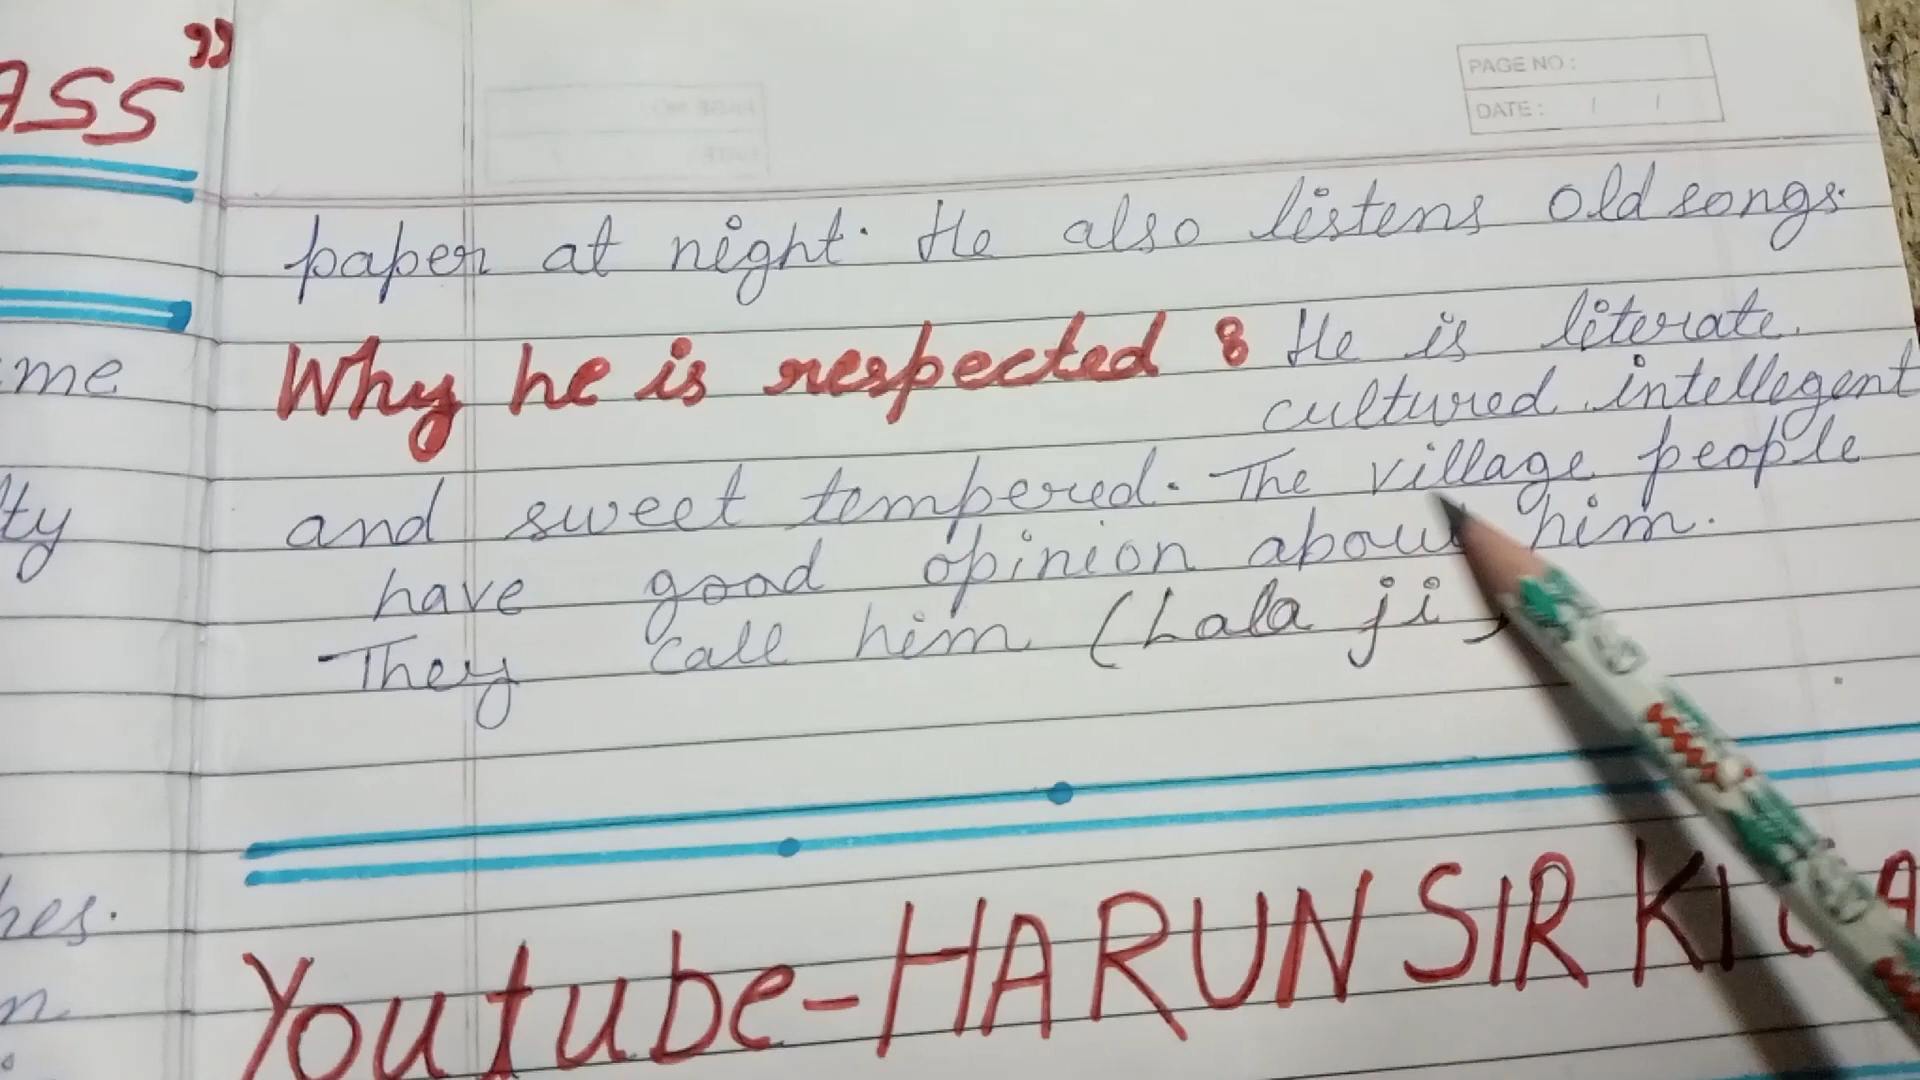 ASS”
PAGE NO :
DATE : / /
paper at night. He also listens old songs.
Why he is respected : He is literate.
me
cultured intellegent
and sweet tempered. The village people
ty
have good opinion about him.
They call him (Lala ji)
hes.
n
Youtube-HARUN SIR KI